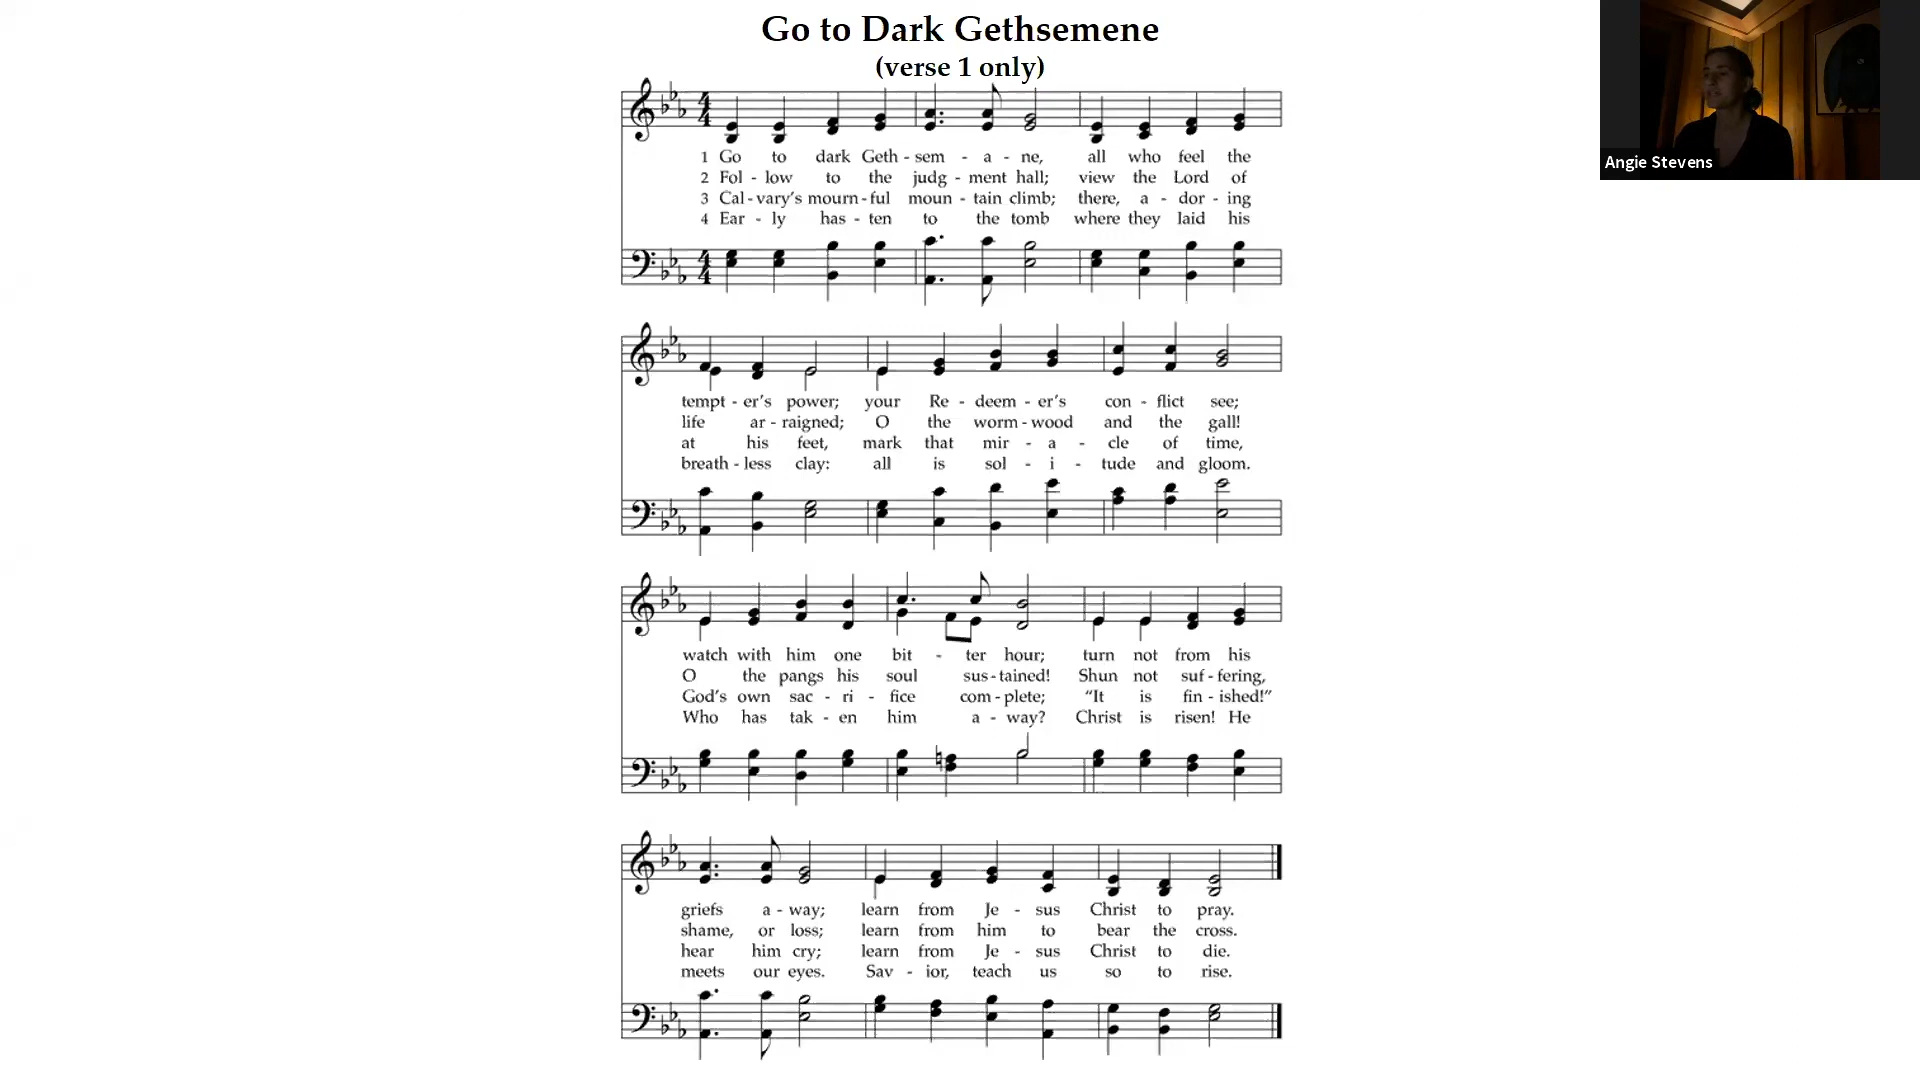 Go to Dark Gethsemene
(verse 1 only)
Angie Stevens
1 Go to dark Geth - sem - a - ne, all who feel the
2 Fol - low to the judg - ment hall; view the Lord of
3 Cal - vary's mourn - ful moun - tain climb; there, a - dor - ing
4 Ear - ly has - ten to the tomb where they laid his
tempt - er's power; your Re - deem - er's con - flict see;
life ar - raigned; O the worm - wood and the gall!
at his feet, mark that mir - a - cle of time,
breath - less clay: all is sol - i - tude and gloom.
watch with him one bit - ter hour; turn not from his
O the pangs his soul sus - tained! Shun not suf - fering,
God's own sac - ri - fice com - plete; “It is fin - ished!”
Who has tak - en him a - way? Christ is risen! He
griefs a - way; learn from Je - sus Christ to pray.
shame, or loss; learn from him to bear the cross.
hear him cry; learn from Je - sus Christ to die.
meets our eyes. Sav - ior, teach us so to rise.